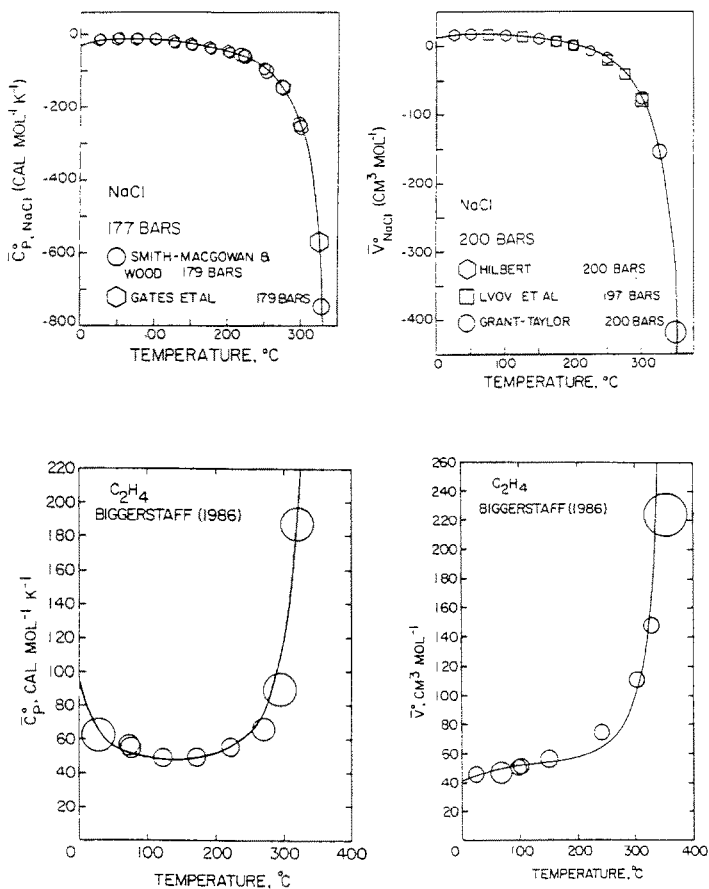 0
-200
-400
-600
-800
C̄°P, NaCl (CAL MOL⁻¹ K⁻¹)
NaCl
177 BARS
SMITH-MACGOWAN &
WOOD 179 BARS
GATES ET AL 179 BARS
0 100 200 300
TEMPERATURE, °C
0
-100
-200
-300
-400
V̄°NaCl (CM³ MOL⁻¹)
NaCl
200 BARS
HILBERT 200 BARS
LVOV ET AL 197 BARS
GRANT-TAYLOR 200 BARS
0 100 200 300
TEMPERATURE, °C
220
200
180
160
140
120
100
80
60
40
20
0
C̄°P, CAL MOL⁻¹ K⁻¹
C₂H₄
BIGGERSTAFF (1986)
0 100 200 300 400
TEMPERATURE, °C
260
240
220
200
180
160
140
120
100
80
60
40
20
V̄°, CM³ MOL⁻¹
C₂H₄
BIGGERSTAFF (1986)
0 100 200 300 400
TEMPERATURE, °C